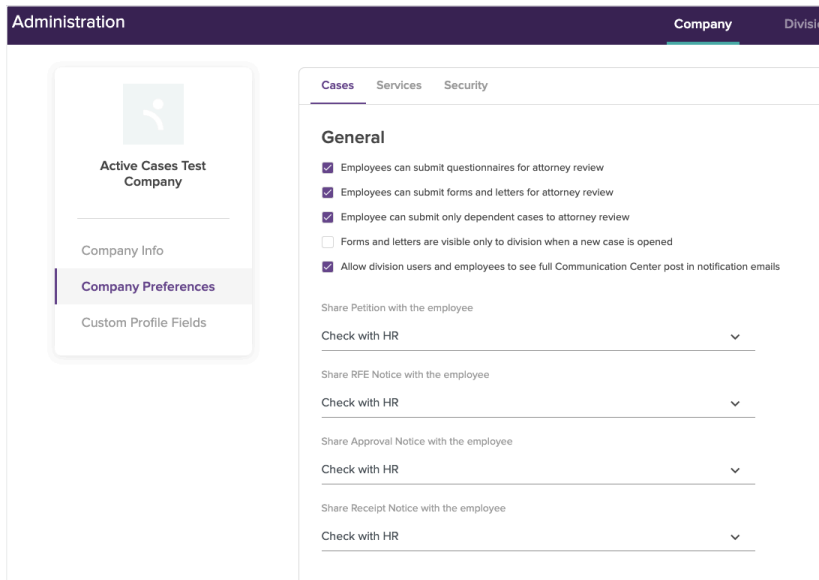 Administration
Company
Active Cases Test
Company
Company Info
Company Preferences
Custom Profile Fields
Cases Services Security
General
Employees can submit questionnaires for attorney review
Employees can submit forms and letters for attorney review
Employee can submit only dependent cases to attorney review
Forms and letters are visible only to division when a new case is opened
Allow division users and employees to see full Communication Center post in notification emails
Share Petition with the employee
Check with HR
Share RFE Notice with the employee
Check with HR
Share Approval Notice with the employee
Check with HR
Share Receipt Notice with the employee
Check with HR